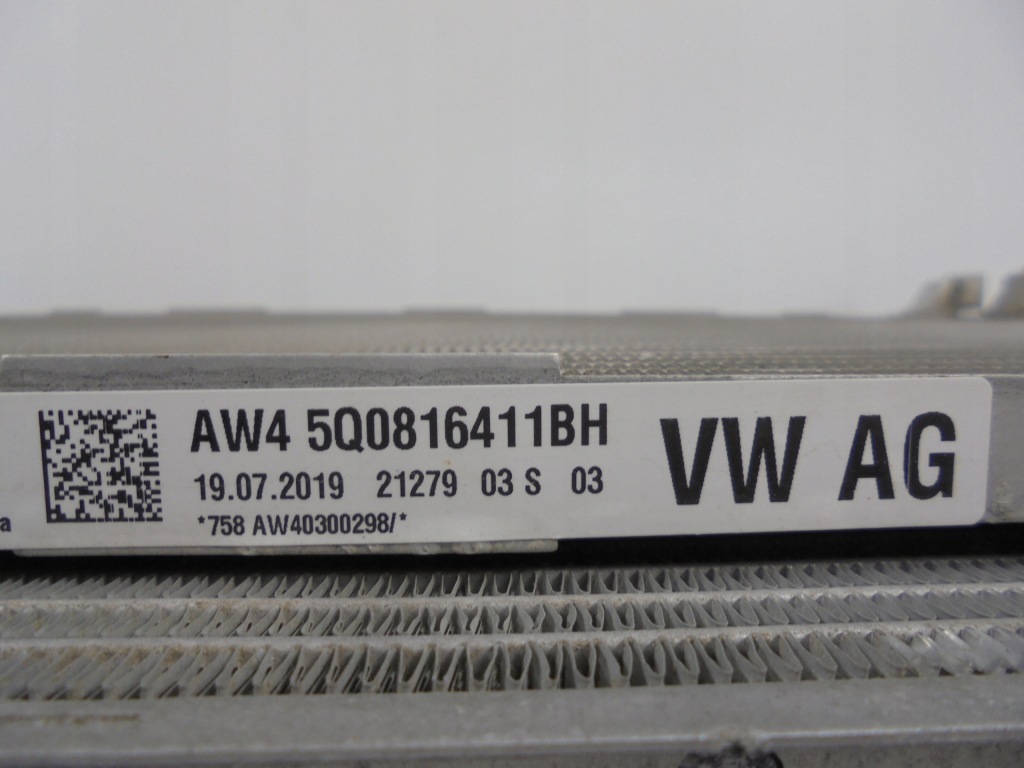 AW4 5Q0816411BH
19.07.2019 21279 03 S 03
*758 AW40300298/*
VW AG
a